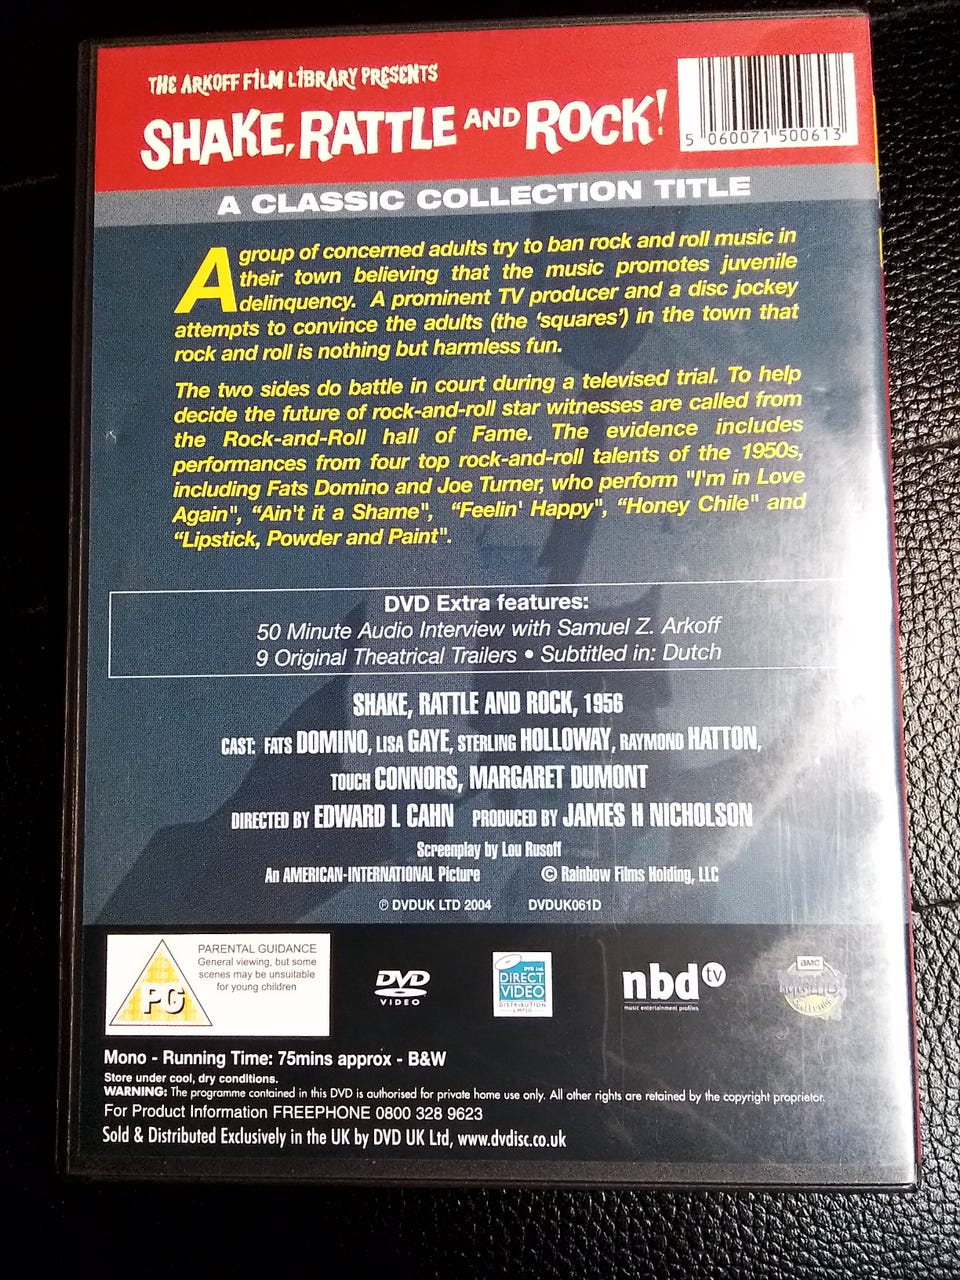 THE ARKOFF FILM LIBRARY PRESENTS
SHAKE, RATTLE AND ROCK!
5 060071 500613
A CLASSIC COLLECTION TITLE
A group of concerned adults try to ban rock and roll music in
their town believing that the music promotes juvenile
delinquency. A prominent TV producer and a disc jockey
attempts to convince the adults (the 'squares') in the town that
rock and roll is nothing but harmless fun.
The two sides do battle in court during a televised trial. To help
decide the future of rock-and-roll star witnesses are called from
the Rock-and-Roll hall of Fame. The evidence includes
performances from four top rock-and-roll talents of the 1950s,
including Fats Domino and Joe Turner, who perform "I'm in Love
Again", "Ain't it a Shame", "Feelin' Happy", "Honey Chile" and
"Lipstick, Powder and Paint".
DVD Extra features:
50 Minute Audio Interview with Samuel Z. Arkoff
9 Original Theatrical Trailers • Subtitled in: Dutch
SHAKE, RATTLE AND ROCK, 1956
CAST: FATS DOMINO, LISA GAYE, STERLING HOLLOWAY, RAYMOND HATTON,
TOUCH CONNORS, MARGARET DUMONT
DIRECTED BY EDWARD L CAHN PRODUCED BY JAMES H NICHOLSON
Screenplay by Lou Rusoff
An AMERICAN-INTERNATIONAL Picture © Rainbow Films Holding, LLC
℗ DVDUK LTD 2004 DVDUK061D
PARENTAL GUIDANCE
General viewing, but some
scenes may be unsuitable
for young children
PG
DVD
VIDEO
DVD Ltd.
DIRECT
VIDEO
DISTRIBUTION
LIMITED
nbd tv
music entertainment profiles
amc
Mono - Running Time: 75mins approx - B&W
Store under cool, dry conditions.
WARNING: The programme contained in this DVD is authorised for private home use only. All other rights are retained by the copyright proprietor.
For Product Information FREEPHONE 0800 328 9623
Sold & Distributed Exclusively in the UK by DVD UK Ltd, www.dvdisc.co.uk